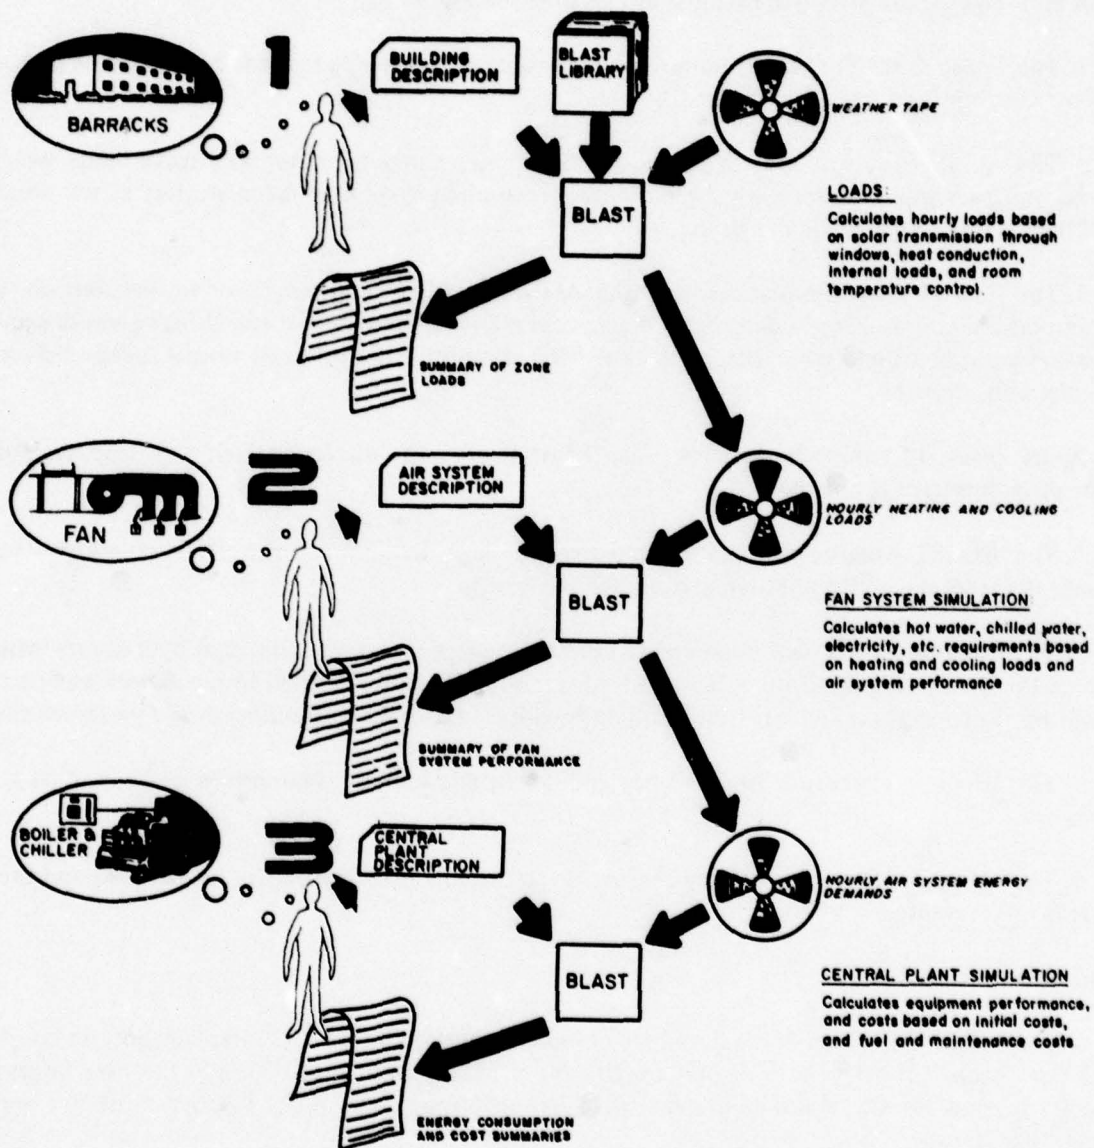 1
BUILDING
DESCRIPTION
BLAST
LIBRARY
BARRACKS
WEATHER TAPE
BLAST
LOADS:
Calculates hourly loads based
on solar transmission through
windows, heat conduction,
internal loads, and room
temperature control.
SUMMARY OF ZONE
LOADS
2
AIR SYSTEM
DESCRIPTION
FAN
HOURLY HEATING AND COOLING
LOADS
BLAST
FAN SYSTEM SIMULATION
Calculates hot water, chilled water,
electricity, etc. requirements based
on heating and cooling loads and
air system performance
SUMMARY OF FAN
SYSTEM PERFORMANCE
BOILER &
CHILLER
3
CENTRAL
PLANT
DESCRIPTION
HOURLY AIR SYSTEM ENERGY
DEMANDS
BLAST
CENTRAL PLANT SIMULATION
Calculates equipment performance,
and costs based on initial costs,
and fuel and maintenance costs
ENERGY CONSUMPTION
AND COST SUMMARIES